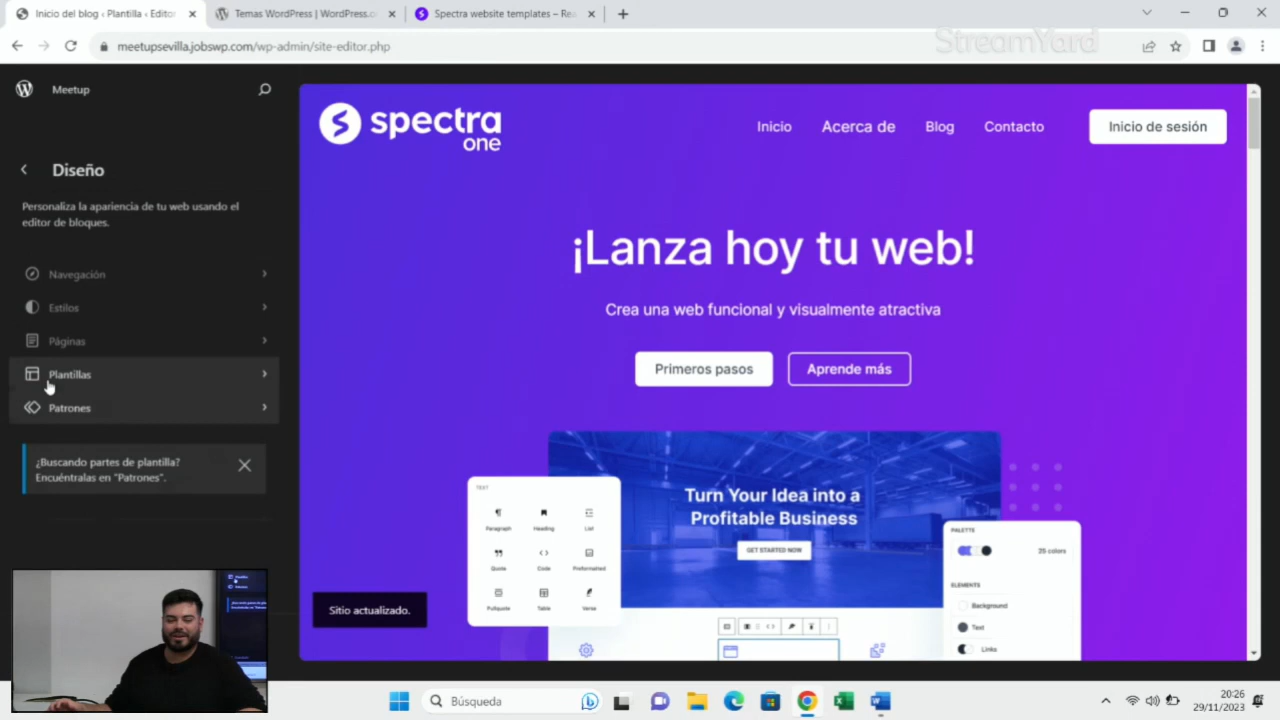 Inicio del blog ‹ Plantilla ‹ Editor
Temas WordPress | WordPress.o
Spectra website templates – Rea
meetupsevilla.jobswp.com/wp-admin/site-editor.php
StreamYard
Meetup
Diseño
Personaliza la apariencia de tu web usando el
editor de bloques.
Navegación
Estilos
Páginas
Plantillas
Patrones
¿Buscando partes de plantilla?
Encuéntralas en "Patrones".
spectra
one
Inicio
Acerca de
Blog
Contacto
Inicio de sesión
¡Lanza hoy tu web!
Crea una web funcional y visualmente atractiva
Primeros pasos
Aprende más
TEXT
Paragraph
Heading
List
Quote
Code
Preformatted
Pullquote
Table
Verse
Turn Your Idea into a
Profitable Business
GET STARTED NOW
PALETTE
25 colors
ELEMENTS
Background
Text
Links
Sitio actualizado.
Búsqueda
20:26
29/11/2023